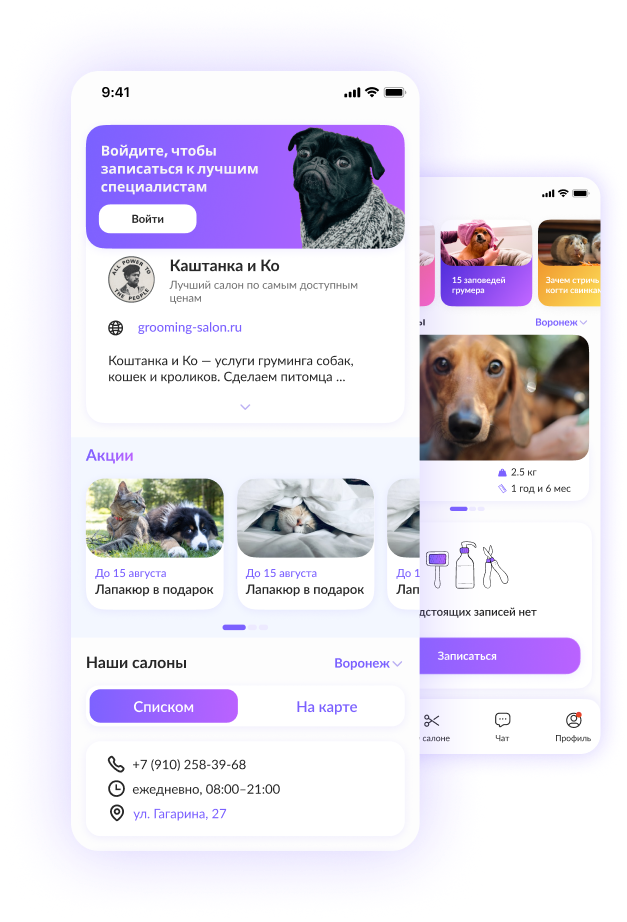 9:41
Войдите, чтобы
записаться к лучшим
специалистам
Войти
ALL POWER TO
THE PEOPLE
Каштанка и Ко
Лучший салон по самым доступным
ценам
grooming-salon.ru
Коштанка и Ко — услуги груминга собак,
кошек и кроликов. Сделаем питомца ...
Акции
До 15 августа
Лапакюр в подарок
До 15 августа
Лапакюр в подарок
До 1
Лап
Наши салоны
Воронеж
Списком
На карте
+7 (910) 258-39-68
ежедневно, 08:00–21:00
ул. Гагарина, 27
15 заповедей
грумера
Зачем стричь
когти свинкам
ы
Воронеж
2.5 кг
1 год и 6 мес
дстоящих записей нет
Записаться
салоне
Чат
Профиль